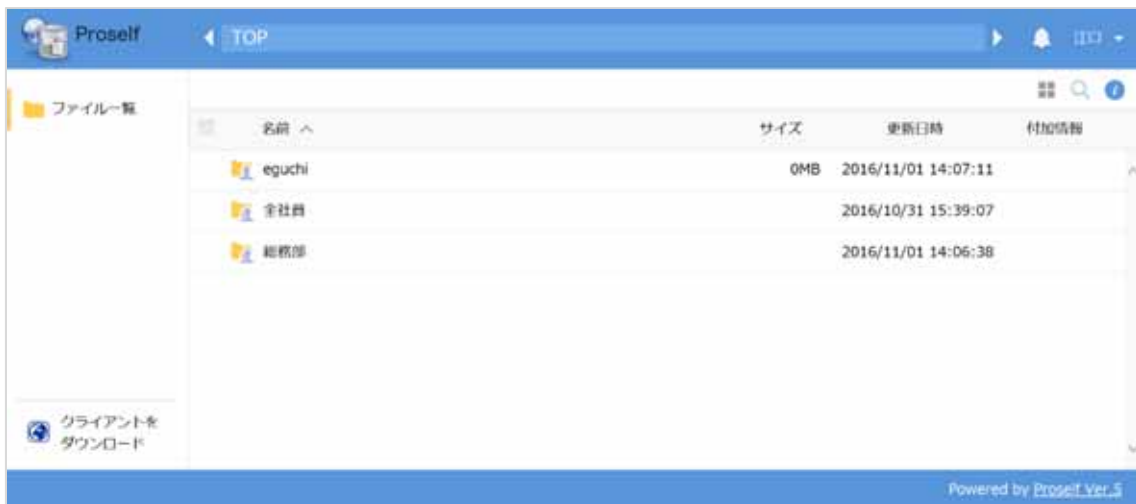 Proself
TOP
ファイル一覧
名前 サイズ 更新日時 付加情報
eguchi 0MB 2016/11/01 14:07:11
全社員 2016/10/31 15:39:07
総務部 2016/11/01 14:06:38
クライアントを
ダウンロード
Powered by Proself Ver.5